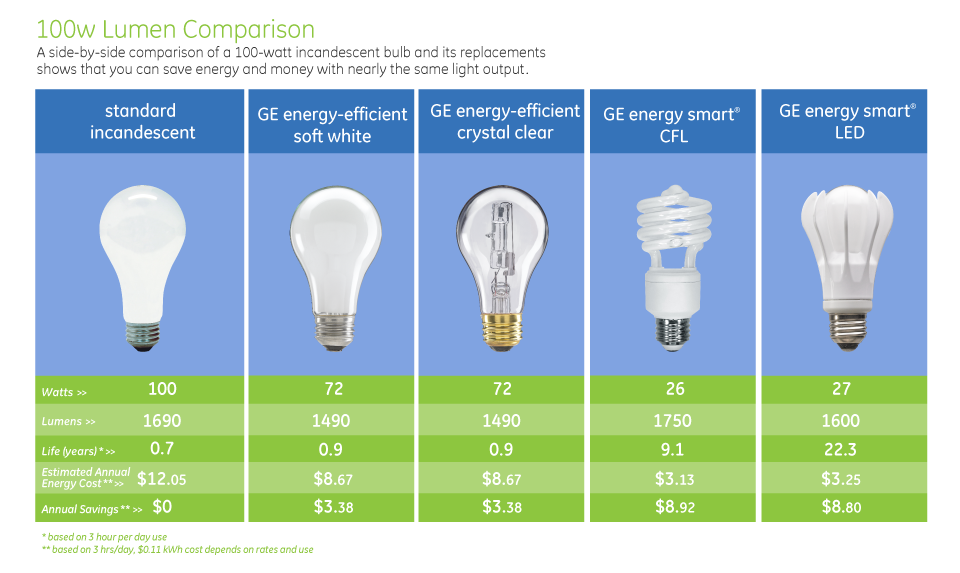 100w Lumen Comparison
A side-by-side comparison of a 100-watt incandescent bulb and its replacements
shows that you can save energy and money with nearly the same light output.
standard
incandescent
GE energy-efficient
soft white
GE energy-efficient
crystal clear
GE energy smart®
CFL
GE energy smart®
LED
Watts >> 100 72 72 26 27
Lumens >> 1690 1490 1490 1750 1600
Life (years) * >> 0.7 0.9 0.9 9.1 22.3
Estimated Annual
Energy Cost ** >> $12.05 $8.67 $8.67 $3.13 $3.25
Annual Savings ** >> $0 $3.38 $3.38 $8.92 $8.80
* based on 3 hour per day use
** based on 3 hrs/day, $0.11 kWh cost depends on rates and use